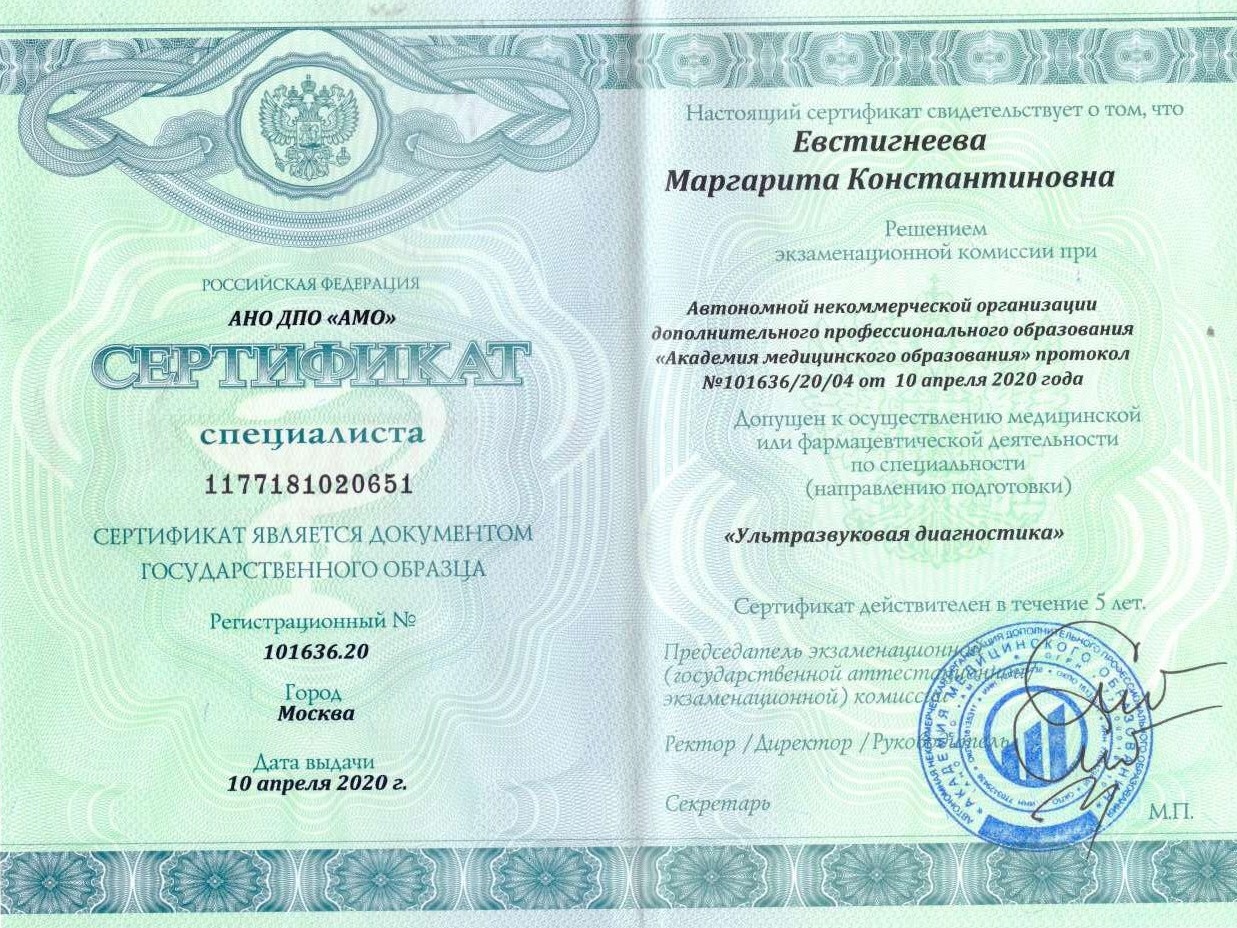 РОССИЙСКАЯ ФЕДЕРАЦИЯ
АНО ДПО «АМО»
СЕРТИФИКАТ
специалиста
1177181020651
СЕРТИФИКАТ ЯВЛЯЕТСЯ ДОКУМЕНТОМ
ГОСУДАРСТВЕННОГО ОБРАЗЦА
Регистрационный №
101636.20
Город
Москва
Дата выдачи
10 апреля 2020 г.
Настоящий сертификат свидетельствует о том, что
Евстигнеева
Маргарита Константиновна
Решением
экзаменационной комиссии при
Автономной некоммерческой организации
дополнительного профессионального образования
«Академия медицинского образования» протокол
№101636/20/04 от 10 апреля 2020 года
Допущен к осуществлению медицинской
или фармацевтической деятельности
по специальности
(направлению подготовки)
«Ультразвуковая диагностика»
Сертификат действителен в течение 5 лет.
Председатель экзаменационной
(государственной аттестационной
экзаменационной) комиссии
Ректор /Директор /Руководитель
Секретарь
М.П.
АКАДЕМИЯ МЕДИЦИНСКОГО ОБРАЗОВАНИЯ